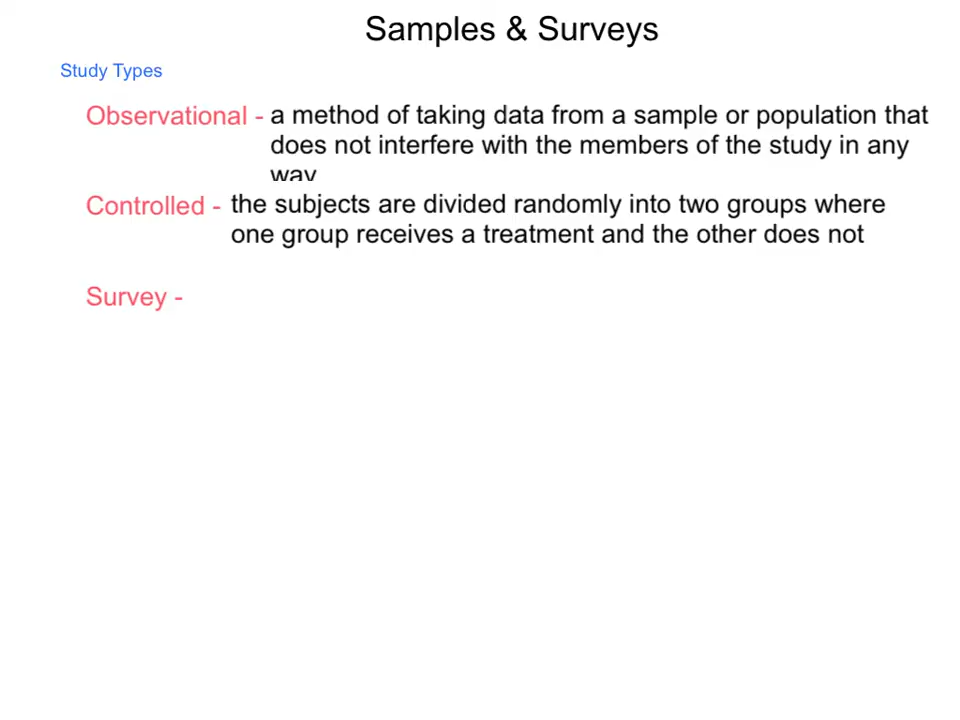 Samples & Surveys
Study Types
Observational - a method of taking data from a sample or population that
does not interfere with the members of the study in any
way
Controlled - the subjects are divided randomly into two groups where
one group receives a treatment and the other does not
Survey -